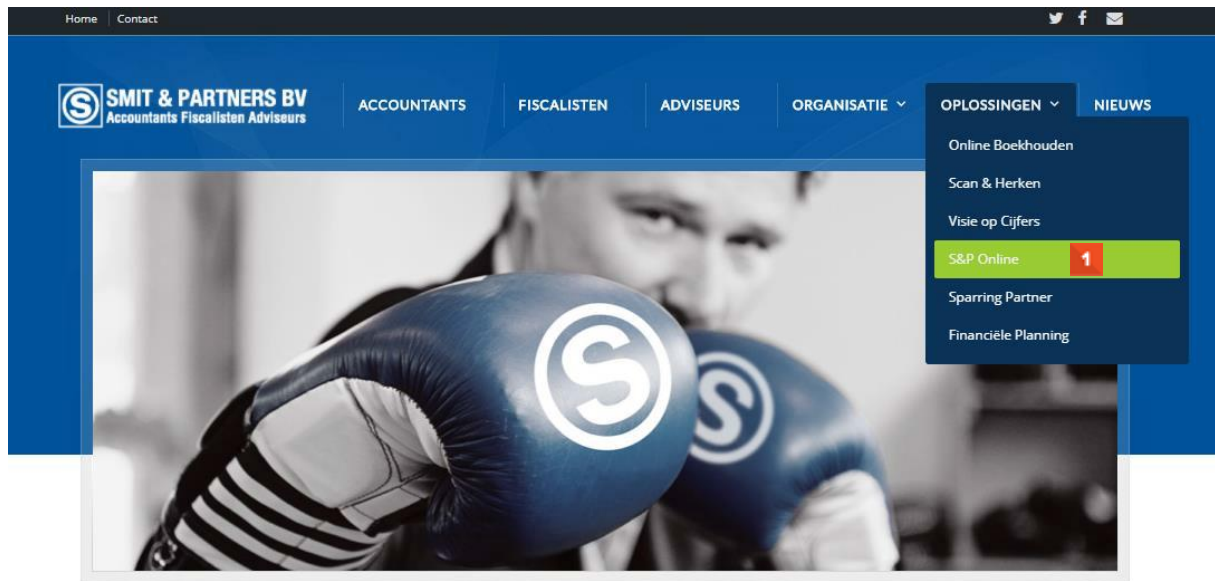 Home Contact
SMIT & PARTNERS BV
Accountants Fiscalisten Adviseurs
ACCOUNTANTS FISCALISTEN ADVISEURS ORGANISATIE OPLOSSINGEN NIEUWS
Online Boekhouden
Scan & Herken
Visie op Cijfers
S&P Online 1
Sparring Partner
Financiële Planning
S
S